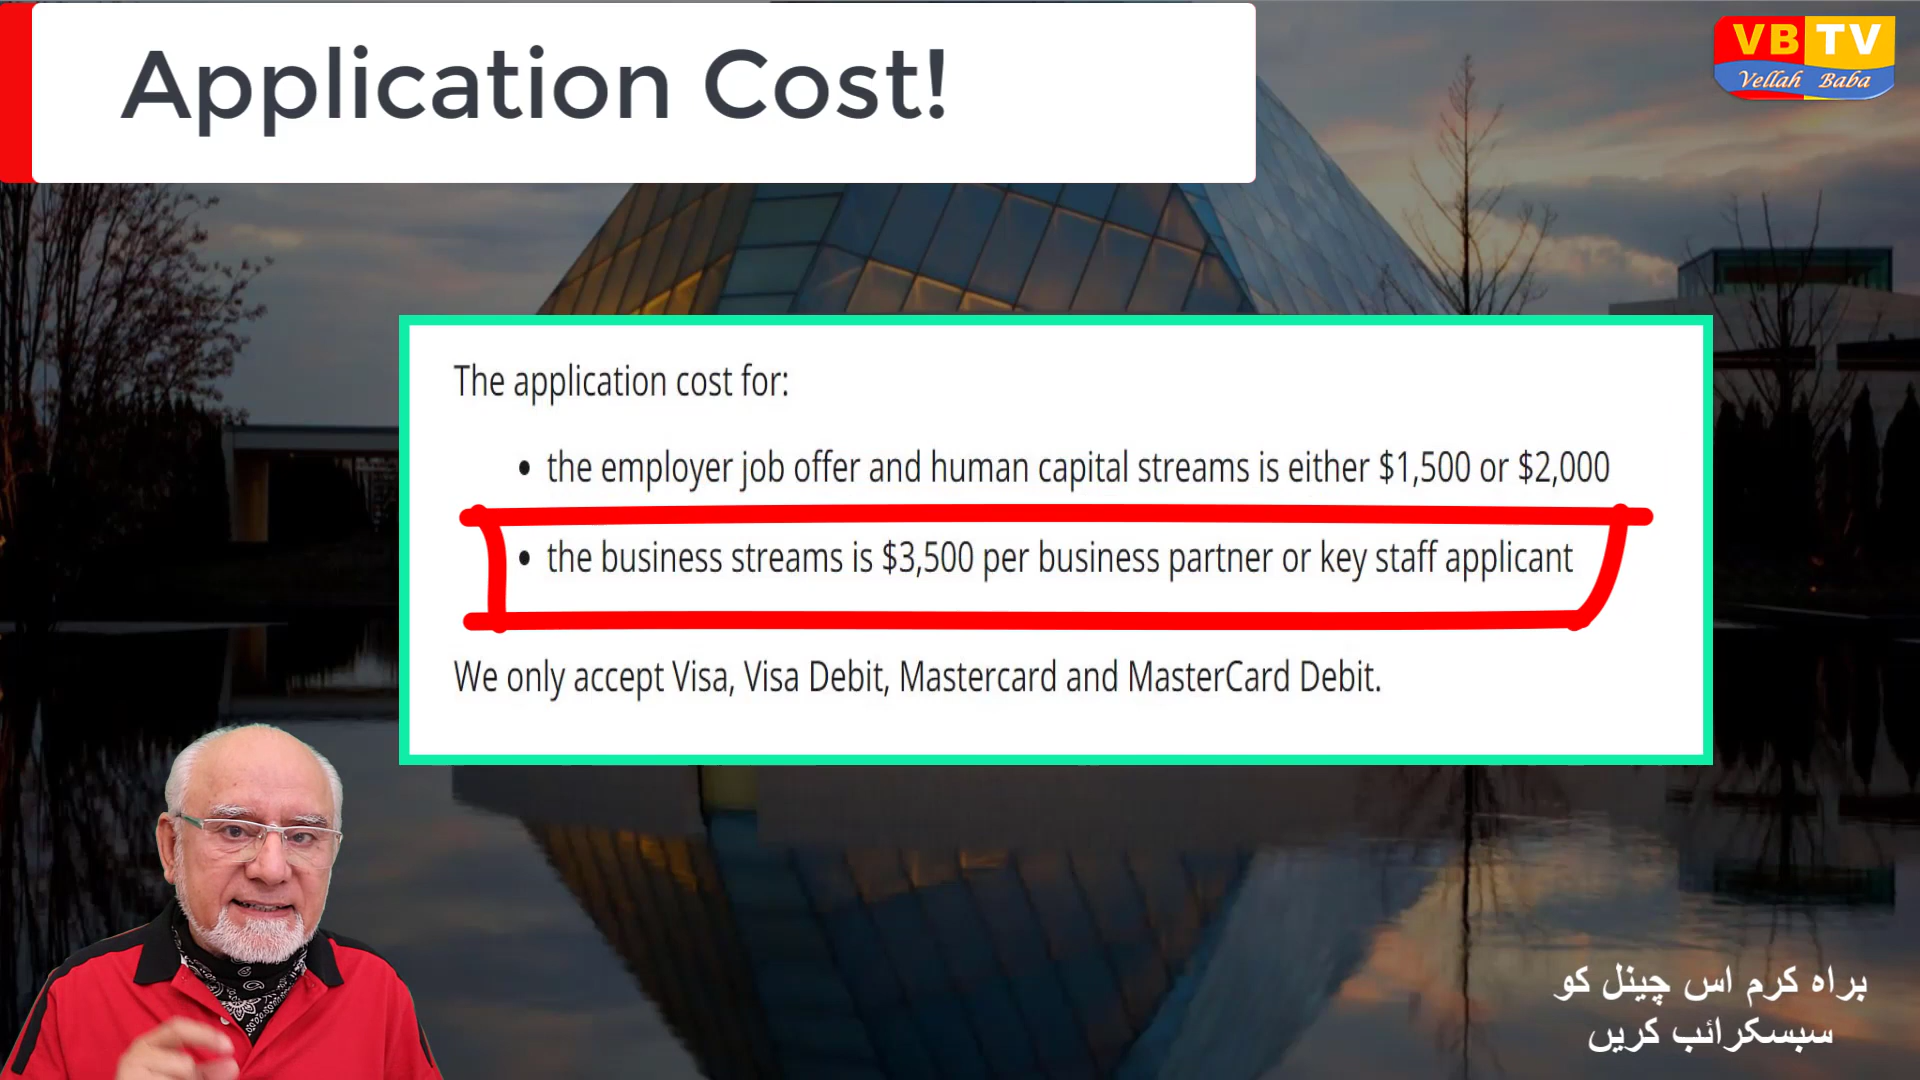 Application Cost!
VB TV
Vellah Baba
The application cost for:
• the employer job offer and human capital streams is either $1,500 or $2,000
• the business streams is $3,500 per business partner or key staff applicant
We only accept Visa, Visa Debit, Mastercard and MasterCard Debit.
براہ کرم اس چینل کو
سبسکرائب کریں